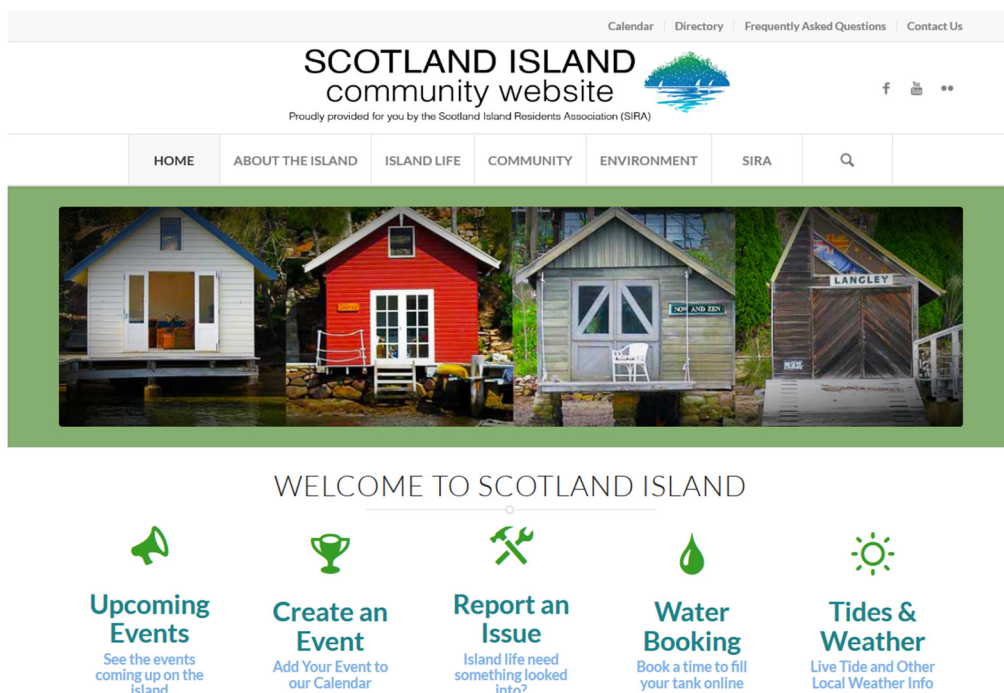 Calendar Directory Frequently Asked Questions Contact Us
SCOTLAND ISLAND
community website
Proudly provided for you by the Scotland Island Residents Association (SIRA)
HOME ABOUT THE ISLAND ISLAND LIFE COMMUNITY ENVIRONMENT SIRA
LANGLEY
NOW AND ZEN
WELCOME TO SCOTLAND ISLAND
Upcoming
Events
See the events
coming up on the
island
Create an
Event
Add Your Event to
our Calendar
Report an
Issue
Island life need
something looked
into?
Water
Booking
Book a time to fill
your tank online
Tides &
Weather
Live Tide and Other
Local Weather Info